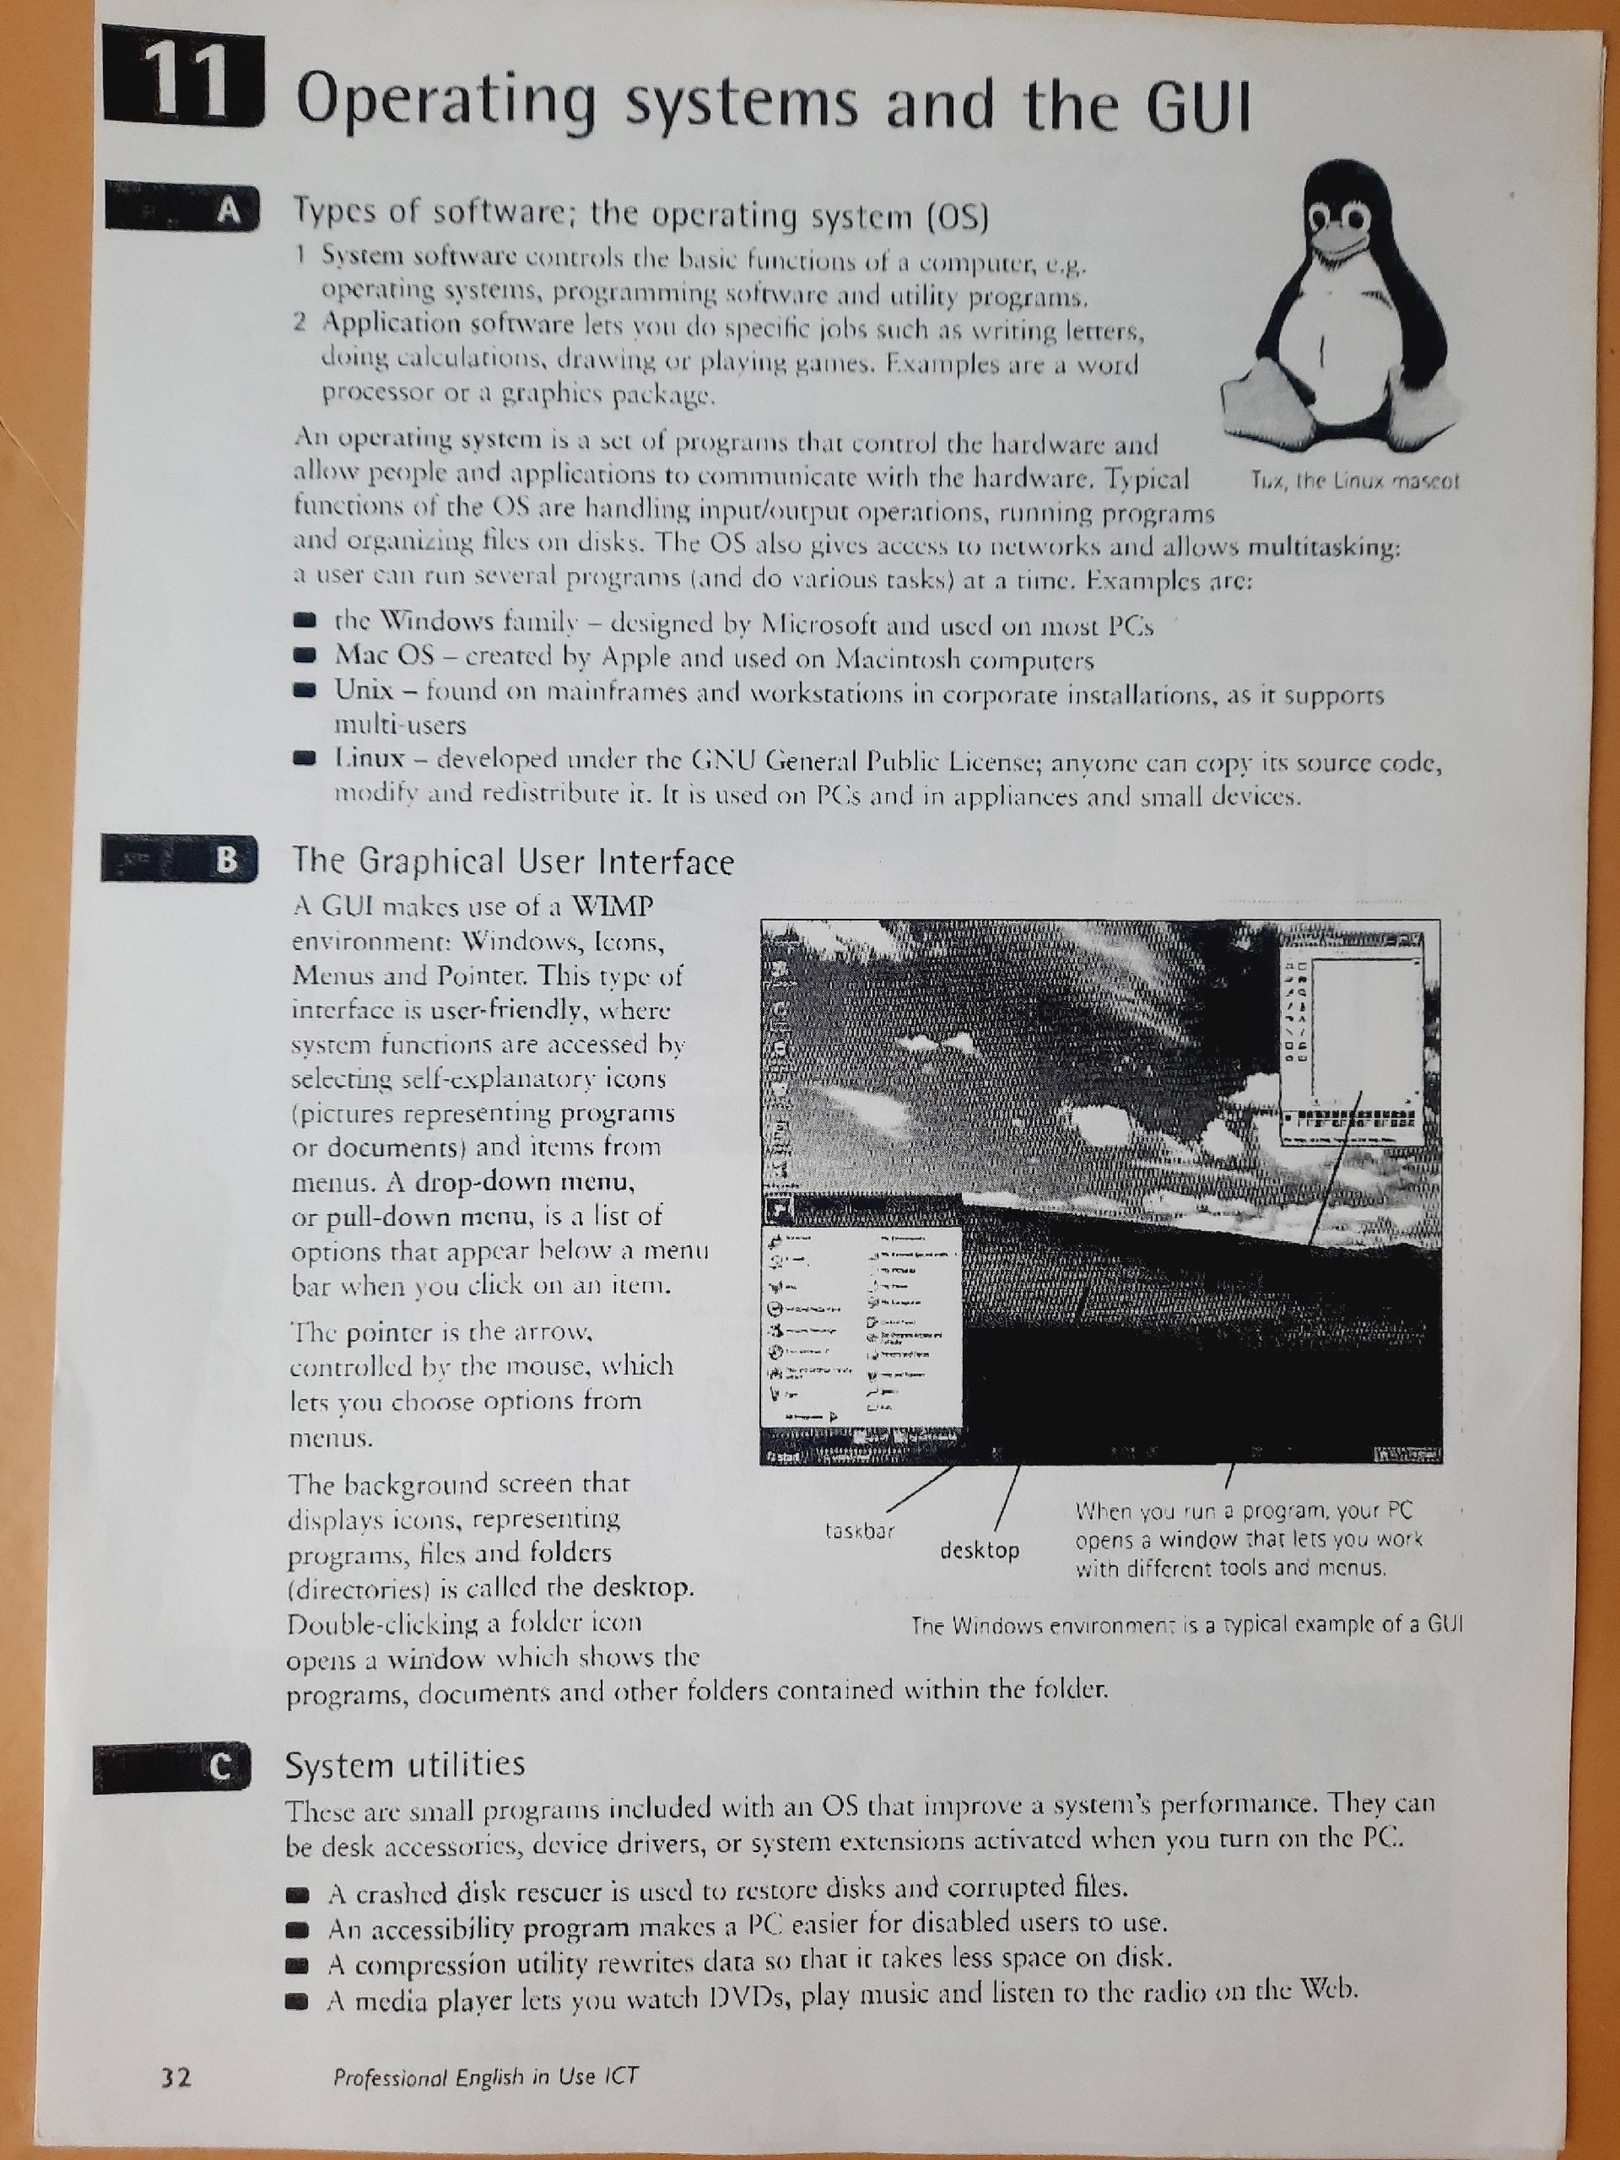 11
Operating systems and the GUI
A
Types of software; the operating system (OS)
1 System software controls the basic functions of a computer, e.g.
operating systems, programming software and utility programs.
2 Application software lets you do specific jobs such as writing letters,
doing calculations, drawing or playing games. Examples are a word
processor or a graphics package.
An operating system is a set of programs that control the hardware and
allow people and applications to communicate with the hardware. Typical
functions of the OS are handling input/output operations, running programs
and organizing files on disks. The OS also gives access to networks and allows multitasking:
a user can run several programs (and do various tasks) at a time. Examples are:
Tux, the Linux mascot
the Windows family – designed by Microsoft and used on most PCs
Mac OS – created by Apple and used on Macintosh computers
Unix – found on mainframes and workstations in corporate installations, as it supports
multi-users
Linux – developed under the GNU General Public License; anyone can copy its source code,
modify and redistribute it. It is used on PCs and in appliances and small devices.
B
The Graphical User Interface
A GUI makes use of a WIMP
environment: Windows, Icons,
Menus and Pointer. This type of
interface is user-friendly, where
system functions are accessed by
selecting self-explanatory icons
(pictures representing programs
or documents) and items from
menus. A drop-down menu,
or pull-down menu, is a list of
options that appear below a menu
bar when you click on an item.
The pointer is the arrow,
controlled by the mouse, which
lets you choose options from
menus.
The background screen that
displays icons, representing
programs, files and folders
(directories) is called the desktop.
Double-clicking a folder icon
opens a window which shows the
programs, documents and other folders contained within the folder.
start
taskbar
desktop
When you run a program, your PC
opens a window that lets you work
with different tools and menus.
The Windows environment is a typical example of a GUI
C
System utilities
These are small programs included with an OS that improve a system's performance. They can
be desk accessories, device drivers, or system extensions activated when you turn on the PC.
A crashed disk rescuer is used to restore disks and corrupted files.
An accessibility program makes a PC easier for disabled users to use.
A compression utility rewrites data so that it takes less space on disk.
A media player lets you watch DVDs, play music and listen to the radio on the Web.
32
Professional English in Use ICT